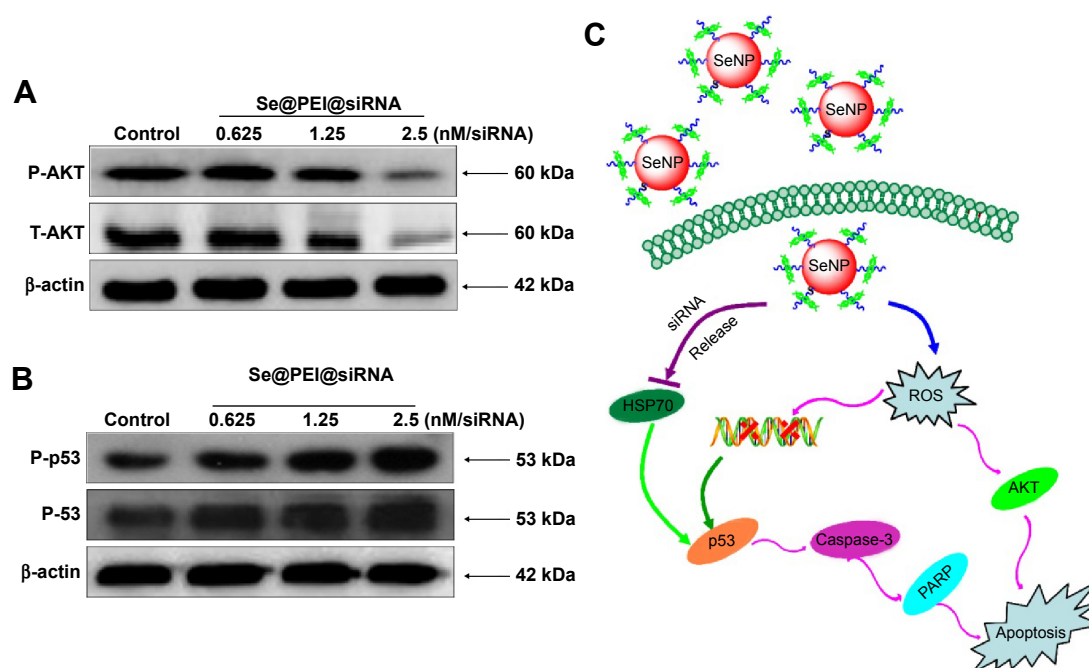 A
Se@PEI@siRNA
Control 0.625 1.25 2.5 (nM/siRNA)
P-AKT 60 kDa
T-AKT 60 kDa
β-actin 42 kDa
B
Se@PEI@siRNA
Control 0.625 1.25 2.5 (nM/siRNA)
P-p53 53 kDa
P-53 53 kDa
β-actin 42 kDa
C
SeNP
SeNP
SeNP
SeNP
siRNA
Release
HSP70
ROS
AKT
p53
Caspase-3
PARP
Apoptosis